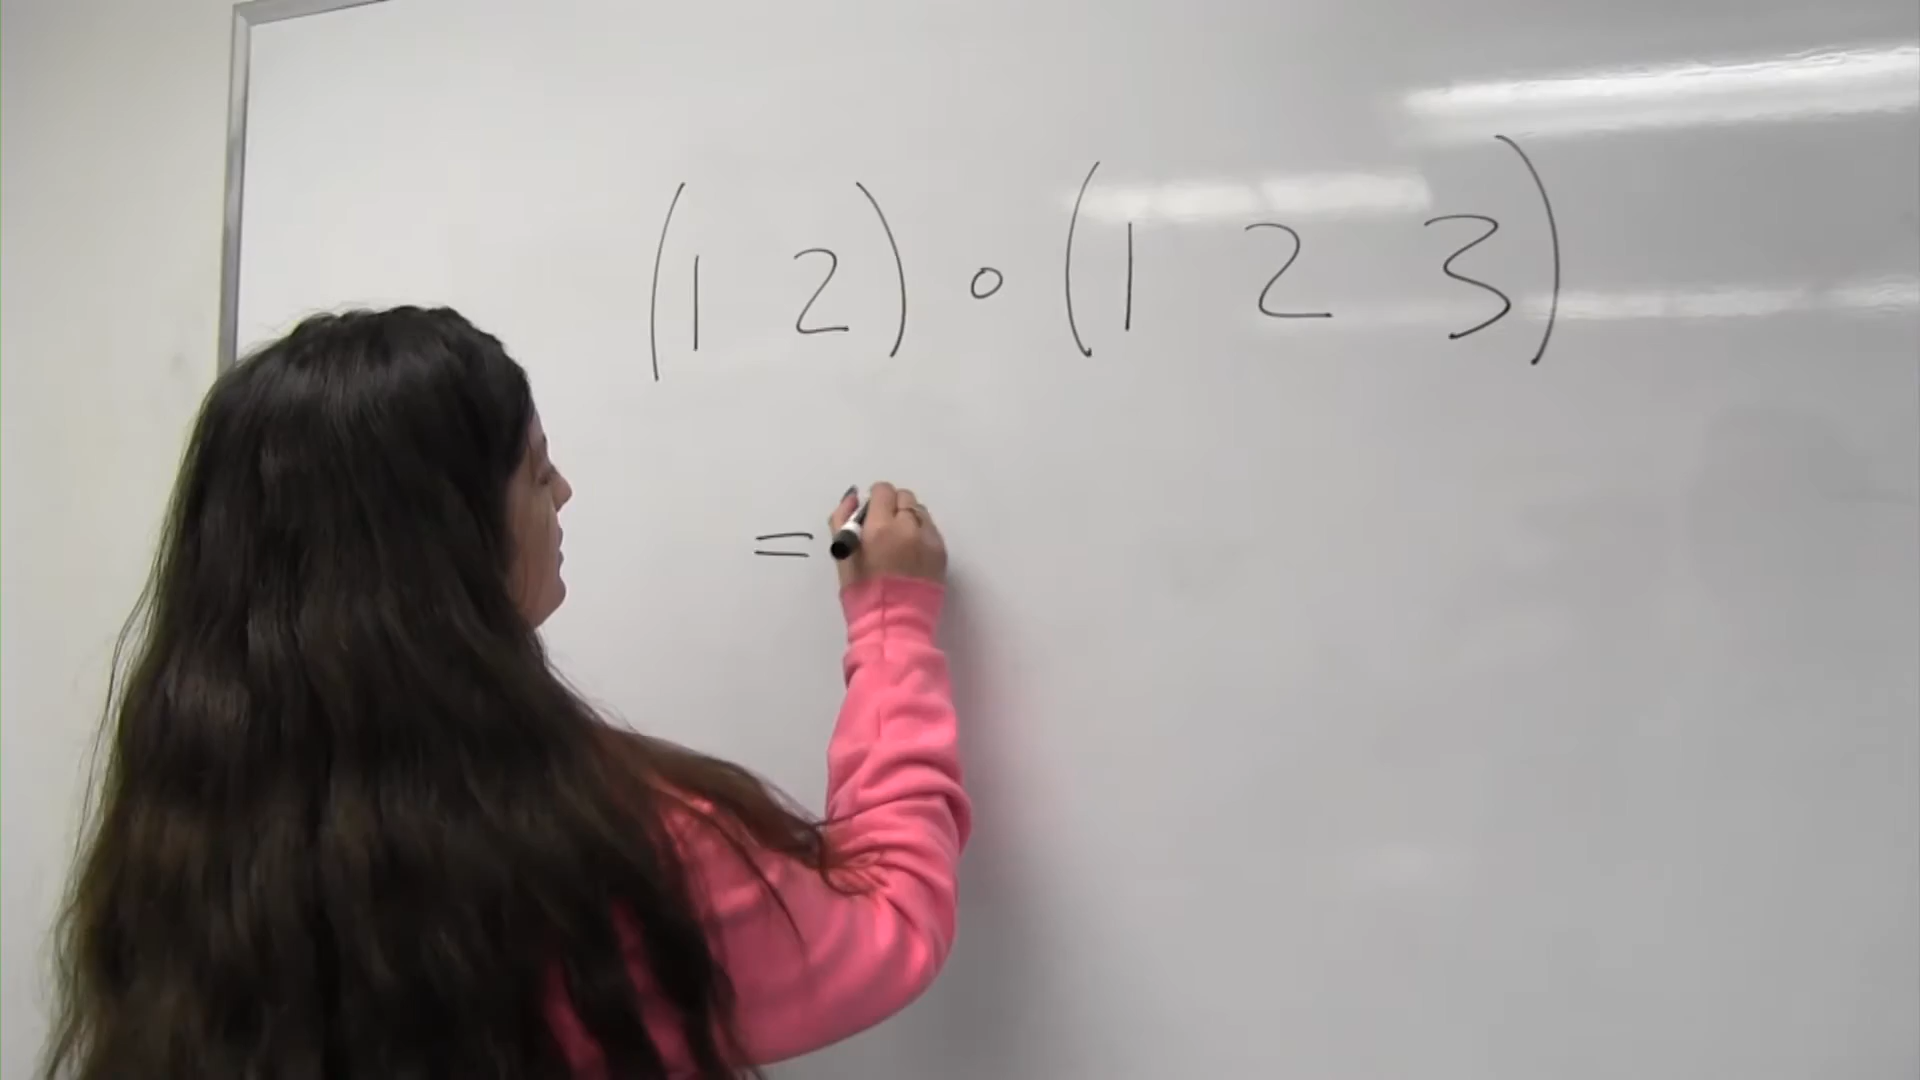 (1 2) ∘ (1 2 3)
=